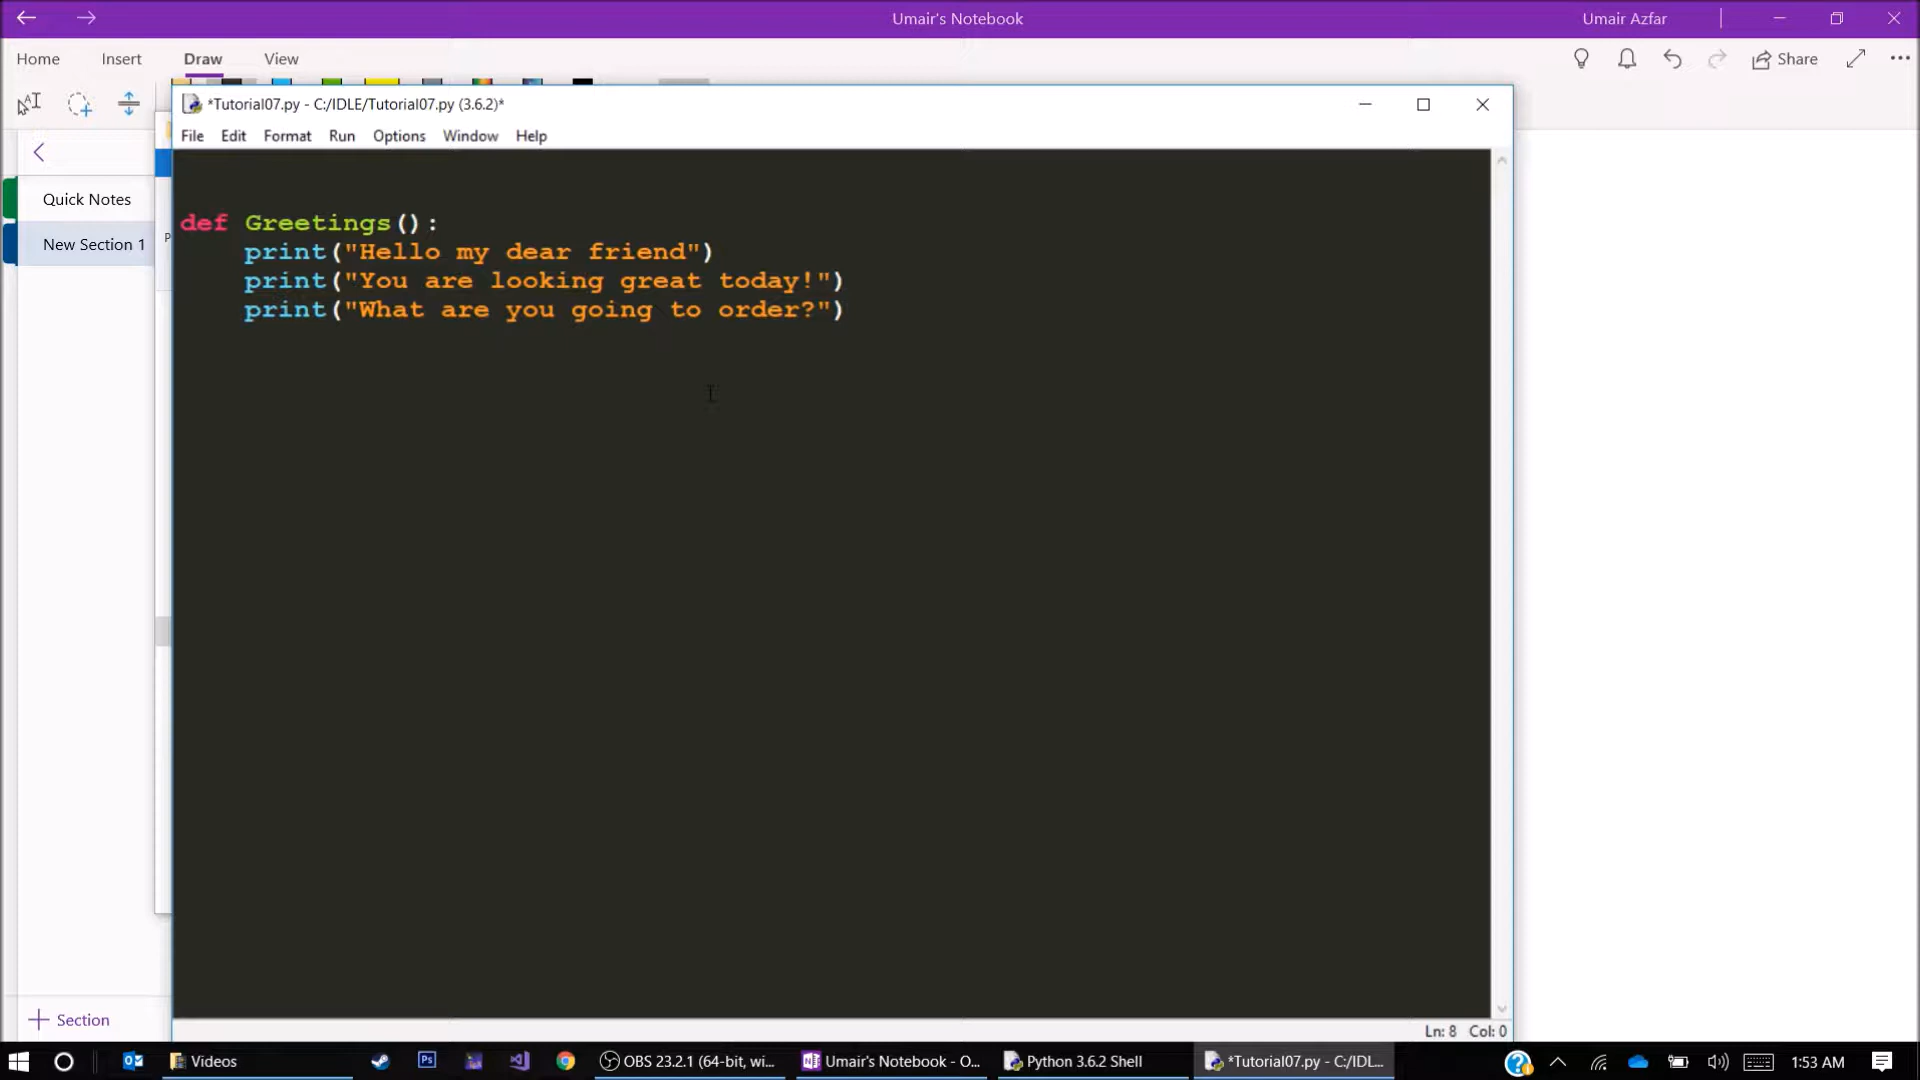 Umair's Notebook
Umair Azfar
Home Insert Draw View
Share
*Tutorial07.py - C:/IDLE/Tutorial07.py (3.6.2)*
File Edit Format Run Options Window Help
Quick Notes
New Section 1
P
def Greetings():
print("Hello my dear friend")
print("You are looking great today!")
print("What are you going to order?")
Section
Ln: 8 Col: 0
Videos
OBS 23.2.1 (64-bit, wi...
Umair's Notebook - O...
Python 3.6.2 Shell
*Tutorial07.py - C:/IDL...
1:53 AM